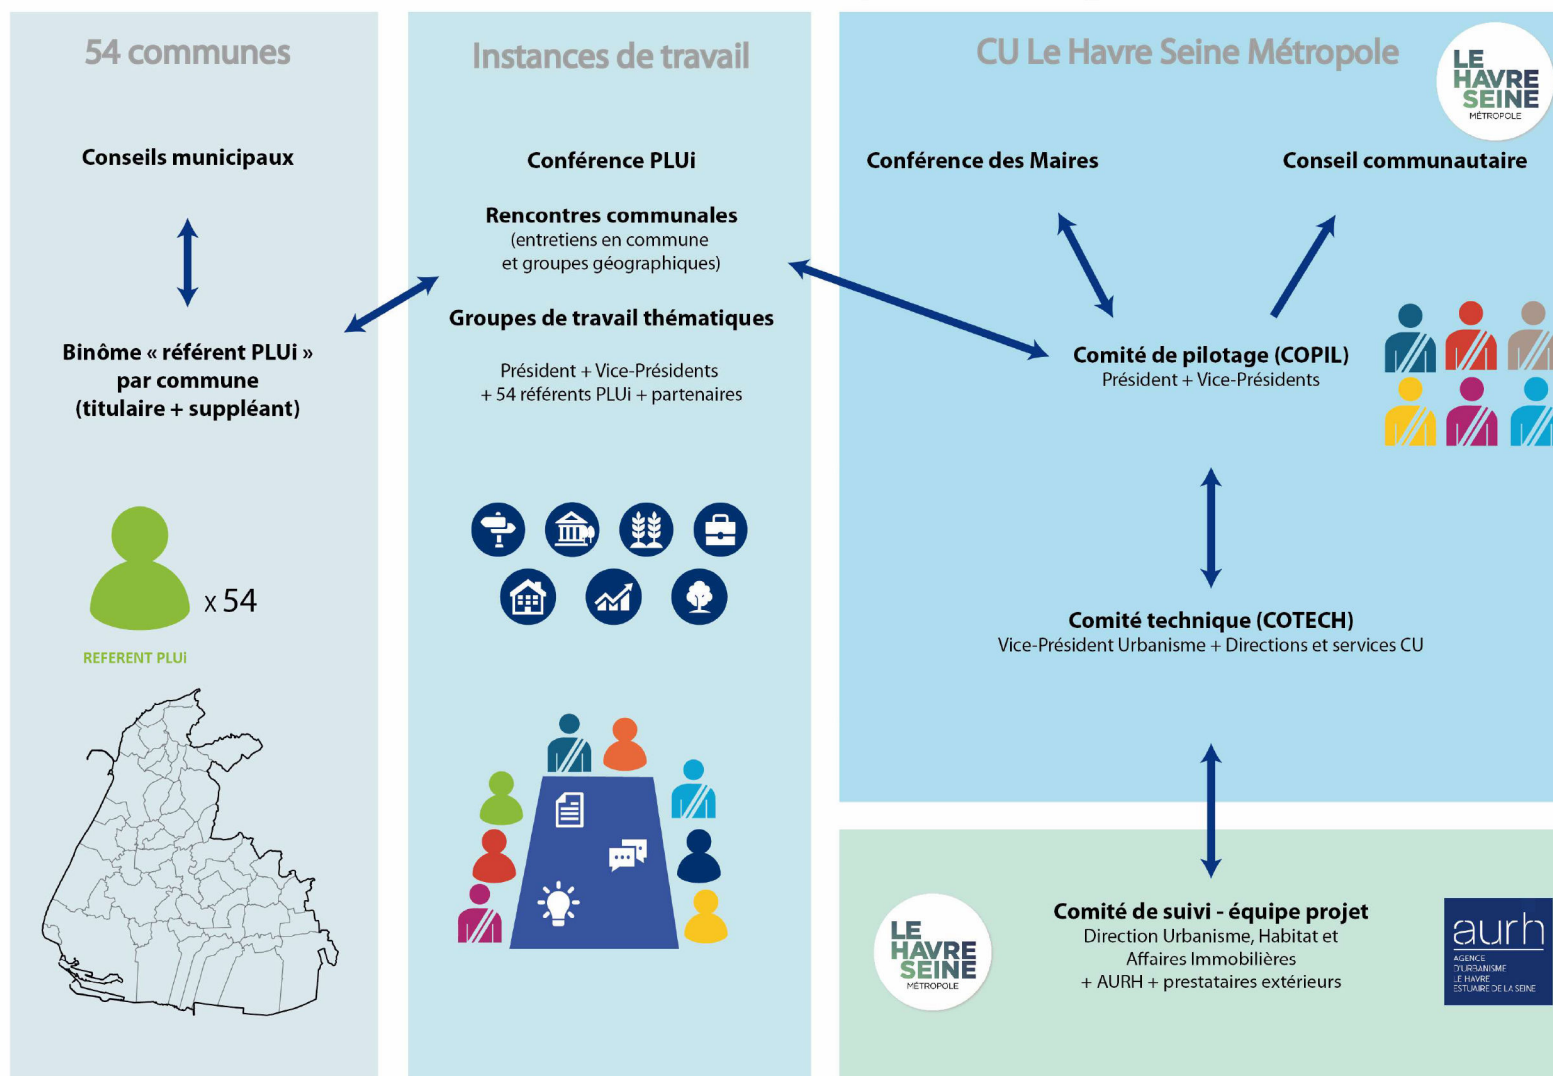 54 communes
Conseils municipaux
Binôme « référent PLUi »
par commune
(titulaire + suppléant)
x 54
REFERENT PLUi
Instances de travail
Conférence PLUi
Rencontres communales
(entretiens en commune
et groupes géographiques)
Groupes de travail thématiques
Président + Vice-Présidents
+ 54 référents PLUi + partenaires
CU Le Havre Seine Métropole
LE
HAVRE
SEINE
MÉTROPOLE
Conférence des Maires
Conseil communautaire
Comité de pilotage (COPIL)
Président + Vice-Présidents
Comité technique (COTECH)
Vice-Président Urbanisme + Directions et services CU
LE
HAVRE
SEINE
MÉTROPOLE
Comité de suivi - équipe projet
Direction Urbanisme, Habitat et
Affaires Immobilières
+ AURH + prestataires extérieurs
aurh
AGENCE
D'URBANISME
LE HAVRE
ESTUAIRE DE LA SEINE